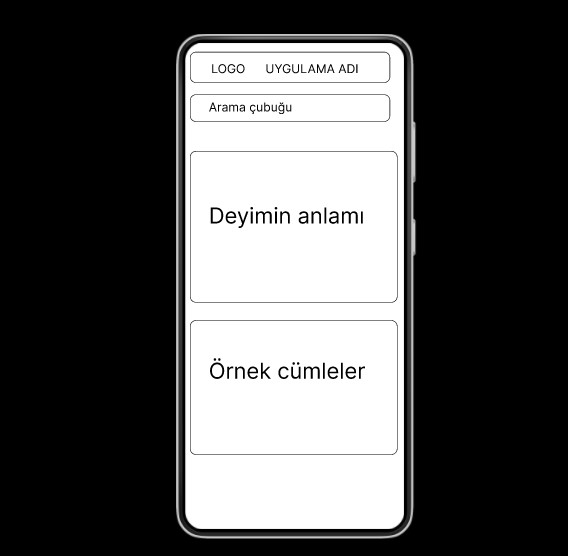 LOGO UYGULAMA ADI
Arama çubuğu
Deyimin anlamı
Örnek cümleler